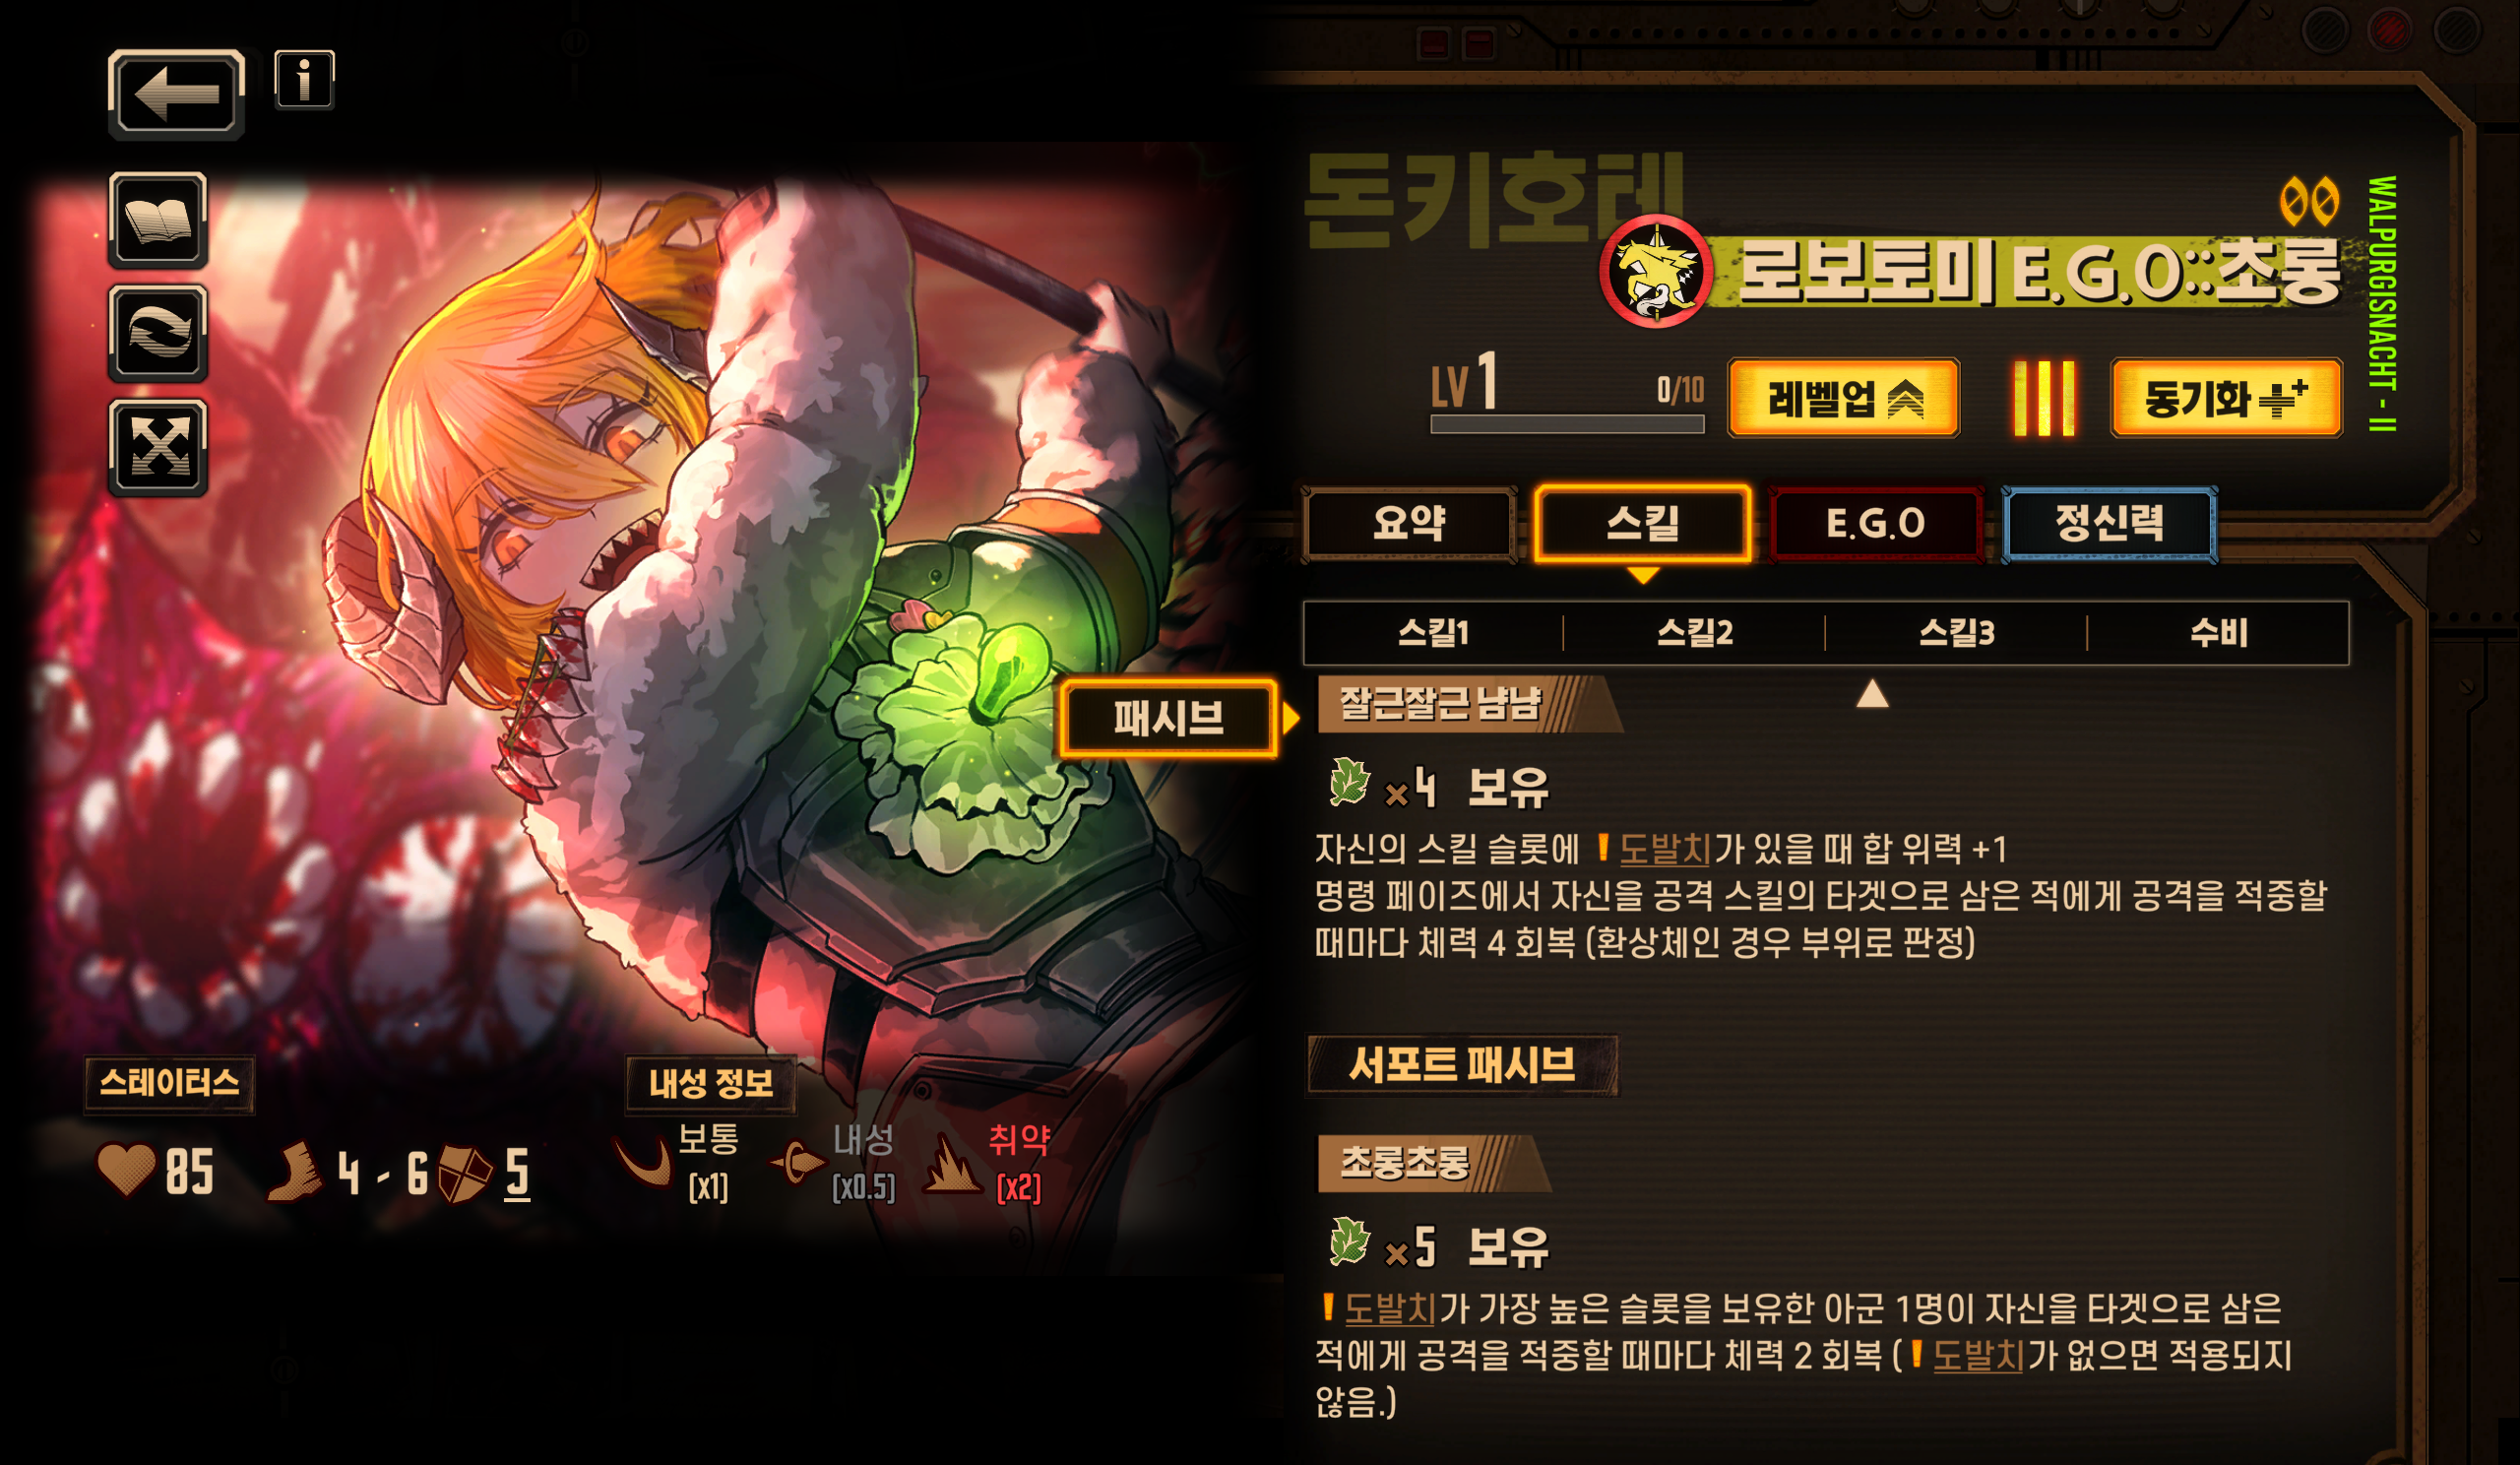 돈키호테
로보토미 E.G.O::초롱
WALPURGISNACHT - II
LV 1
0/10
레벨업
동기화
요약
스킬
E.G.O
정신력
스킬1
스킬2
스킬3
수비
패시브
잘근잘근 냠냠
×4 보유
자신의 스킬 슬롯에 도발치가 있을 때 합 위력 +1
명령 페이즈에서 자신을 공격 스킬의 타겟으로 삼은 적에게 공격을 적중할
때마다 체력 4 회복 (환상체인 경우 부위로 판정)
서포트 패시브
초롱초롱
×5 보유
도발치가 가장 높은 슬롯을 보유한 아군 1명이 자신을 타겟으로 삼은
적에게 공격을 적중할 때마다 체력 2 회복 (도발치가 없으면 적용되지
않음.)
스테이터스
85
4 - 6
5
내성 정보
보통
(x1)
내성
(x0.5)
취약
(x2)